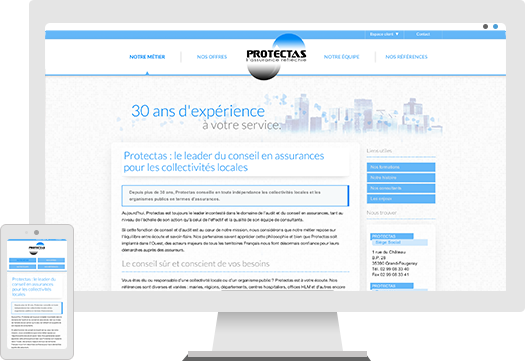 Espace client ▼ Contact
NOTRE MÉTIER NOS OFFRES PROTECTAS NOTRE ÉQUIPE NOS RÉFÉRENCES
l'assurance réfléchie
30 ans d'expérience
à votre service.
Protectas : le leader du conseil en assurances
pour les collectivités locales
Depuis plus de 30 ans, Protectas conseille en toute indépendance les collectivités locales et les
organismes publics en termes d'assurances.
Aujourd'hui, Protectas est toujours le leader incontesté dans le domaine de l'audit et du conseil en assurances, tant au
niveau de l'échelle de son action qu'à cœur de l'effectif et la qualité de son équipe de consultants.
Si cette fonction de conseil et d'audit est au cœur de notre mission, nous considérons que notre métier repose sur
l'équilibre entre écoute et savoir faire. Nos partenaires savent apprécier cette philosophie et bien que Protectas soit
implanté dans l'Ouest, des acteurs majeurs de tous les territoires Français nous font désormais confiance pour leurs
démarches auprès des assureurs.
Le conseil sûr et conscient de vos besoins
Vous êtes élu ou responsable d'une collectivité locale ou d'un organisme public ? Protectas est à votre écoute. Nos
références sont diverses et variées : mairies, régions, départements, centres hospitaliers, offices HLM et d'autres encore
Liens utiles
Nos formations
Notre histoire
Nos consultants
Les enjeux
Nous trouver
PROTECTAS
Siège Social
1 rue du Château
B.P. 28
35390 Grand-Fougeray
Tél. 02 99 08
Fax. 02 99 08
PROTECTAS
PROTECTAS
Protectas : le leader du conseil
en assurances pour les
collectivités locales